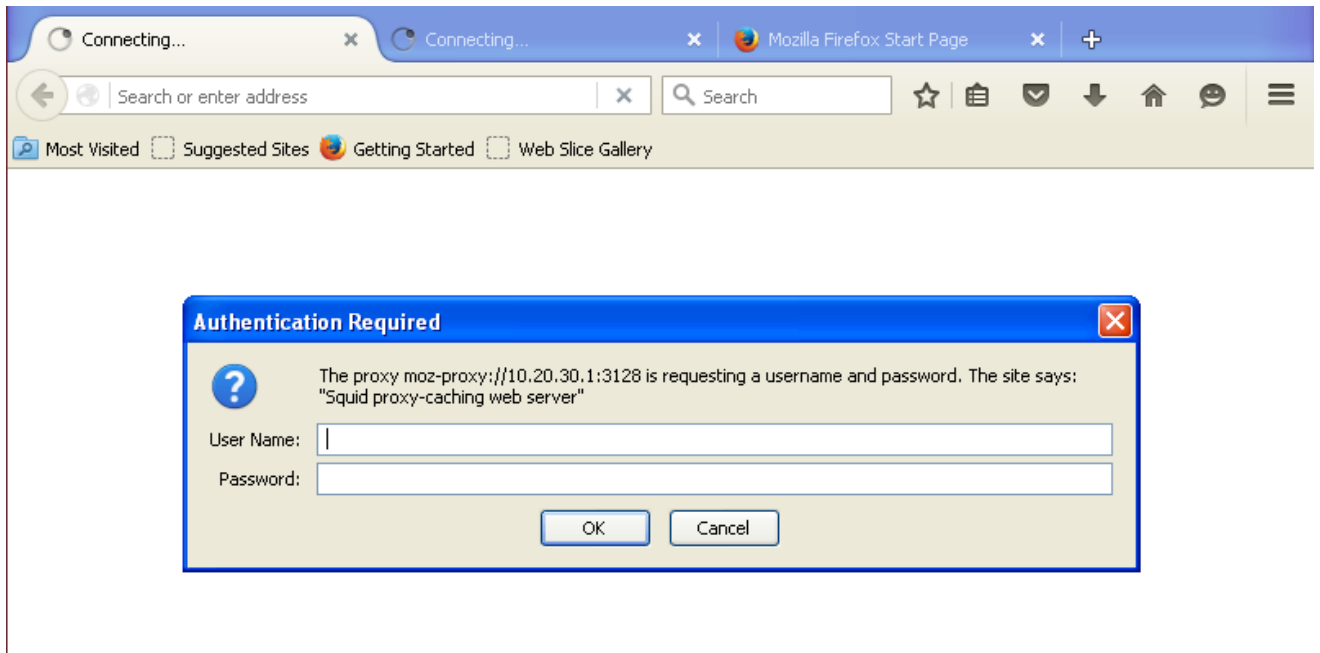 Connecting...
Connecting...
Mozilla Firefox Start Page
Search or enter address
Search
Most Visited
Suggested Sites
Getting Started
Web Slice Gallery
Authentication Required
The proxy moz-proxy://10.20.30.1:3128 is requesting a username and password. The site says:
"Squid proxy-caching web server"
User Name:
Password:
OK
Cancel